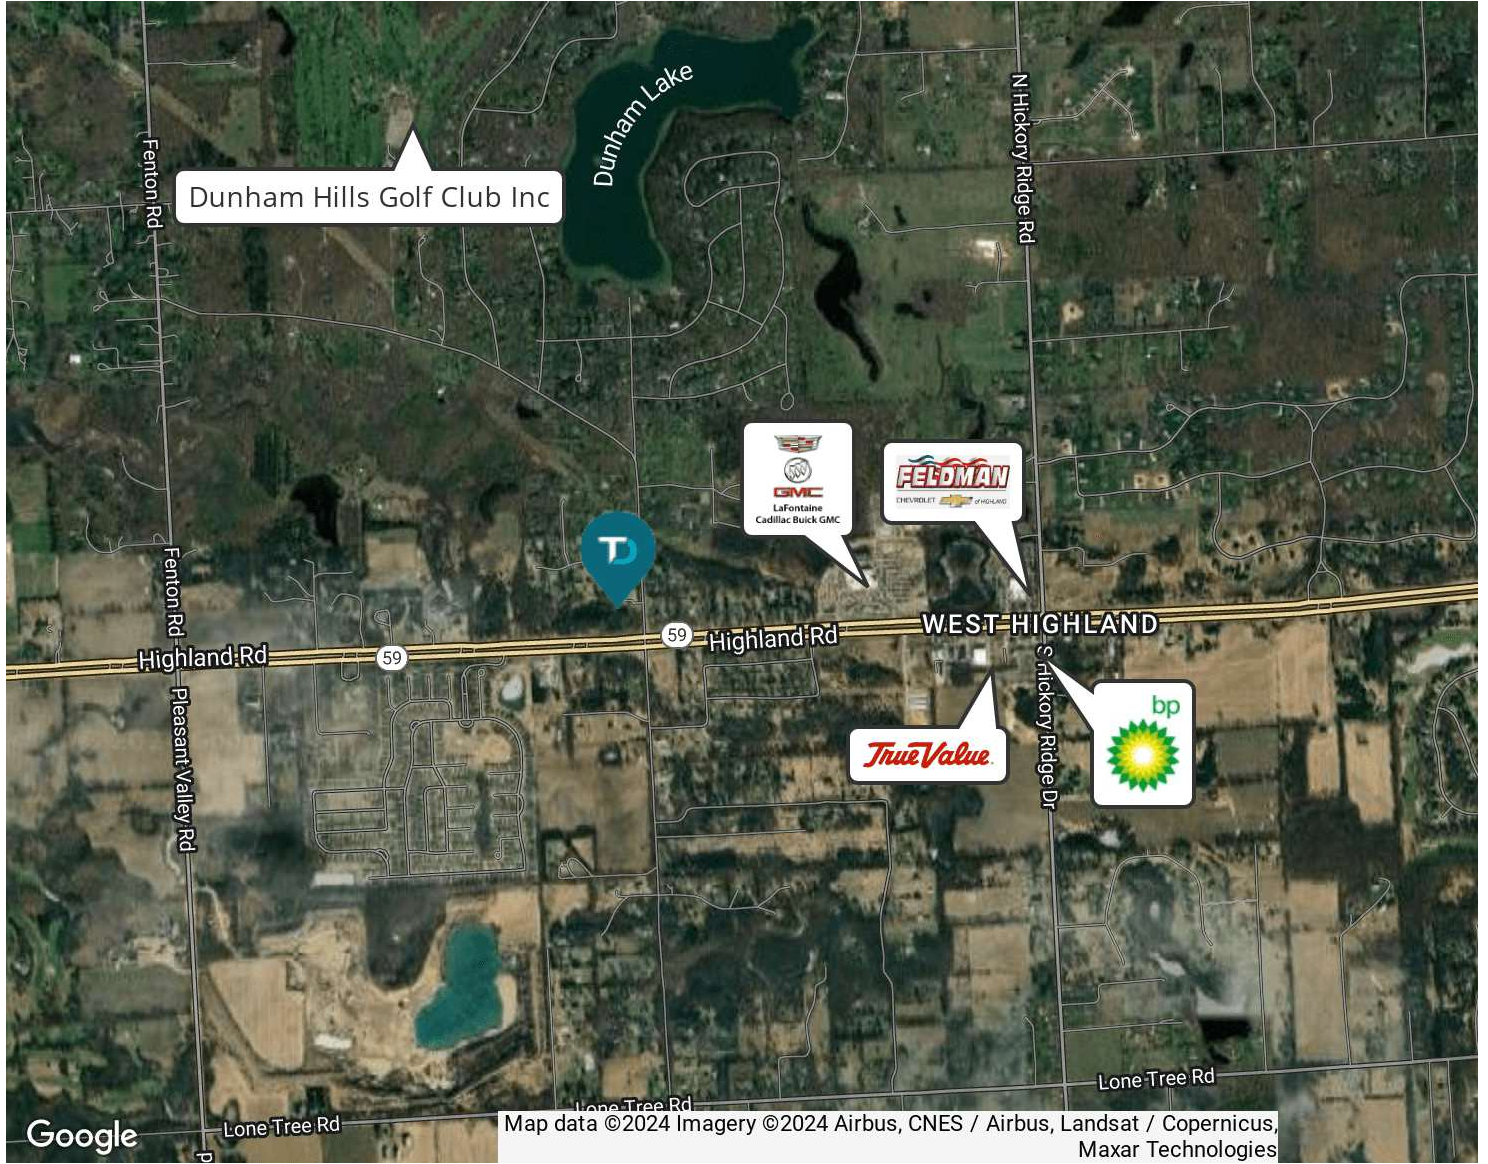 Dunham Lake
N Hickory Ridge Rd
Fenton Rd
Dunham Hills Golf Club Inc
GMC
LaFontaine
Cadillac Buick GMC
FELDMAN
CHEVROLET
of HIGHLAND
TD
Fenton Rd
WEST HIGHLAND
59
Highland Rd
Highland Rd
59
S Hickory Ridge Dr
Pleasant Valley Rd
bp
True Value
Lone Tree Rd
Lone Tree Rd
Lone Tree Rd
Google
p
Map data ©2024 Imagery ©2024 Airbus, CNES / Airbus, Landsat / Copernicus,
Maxar Technologies